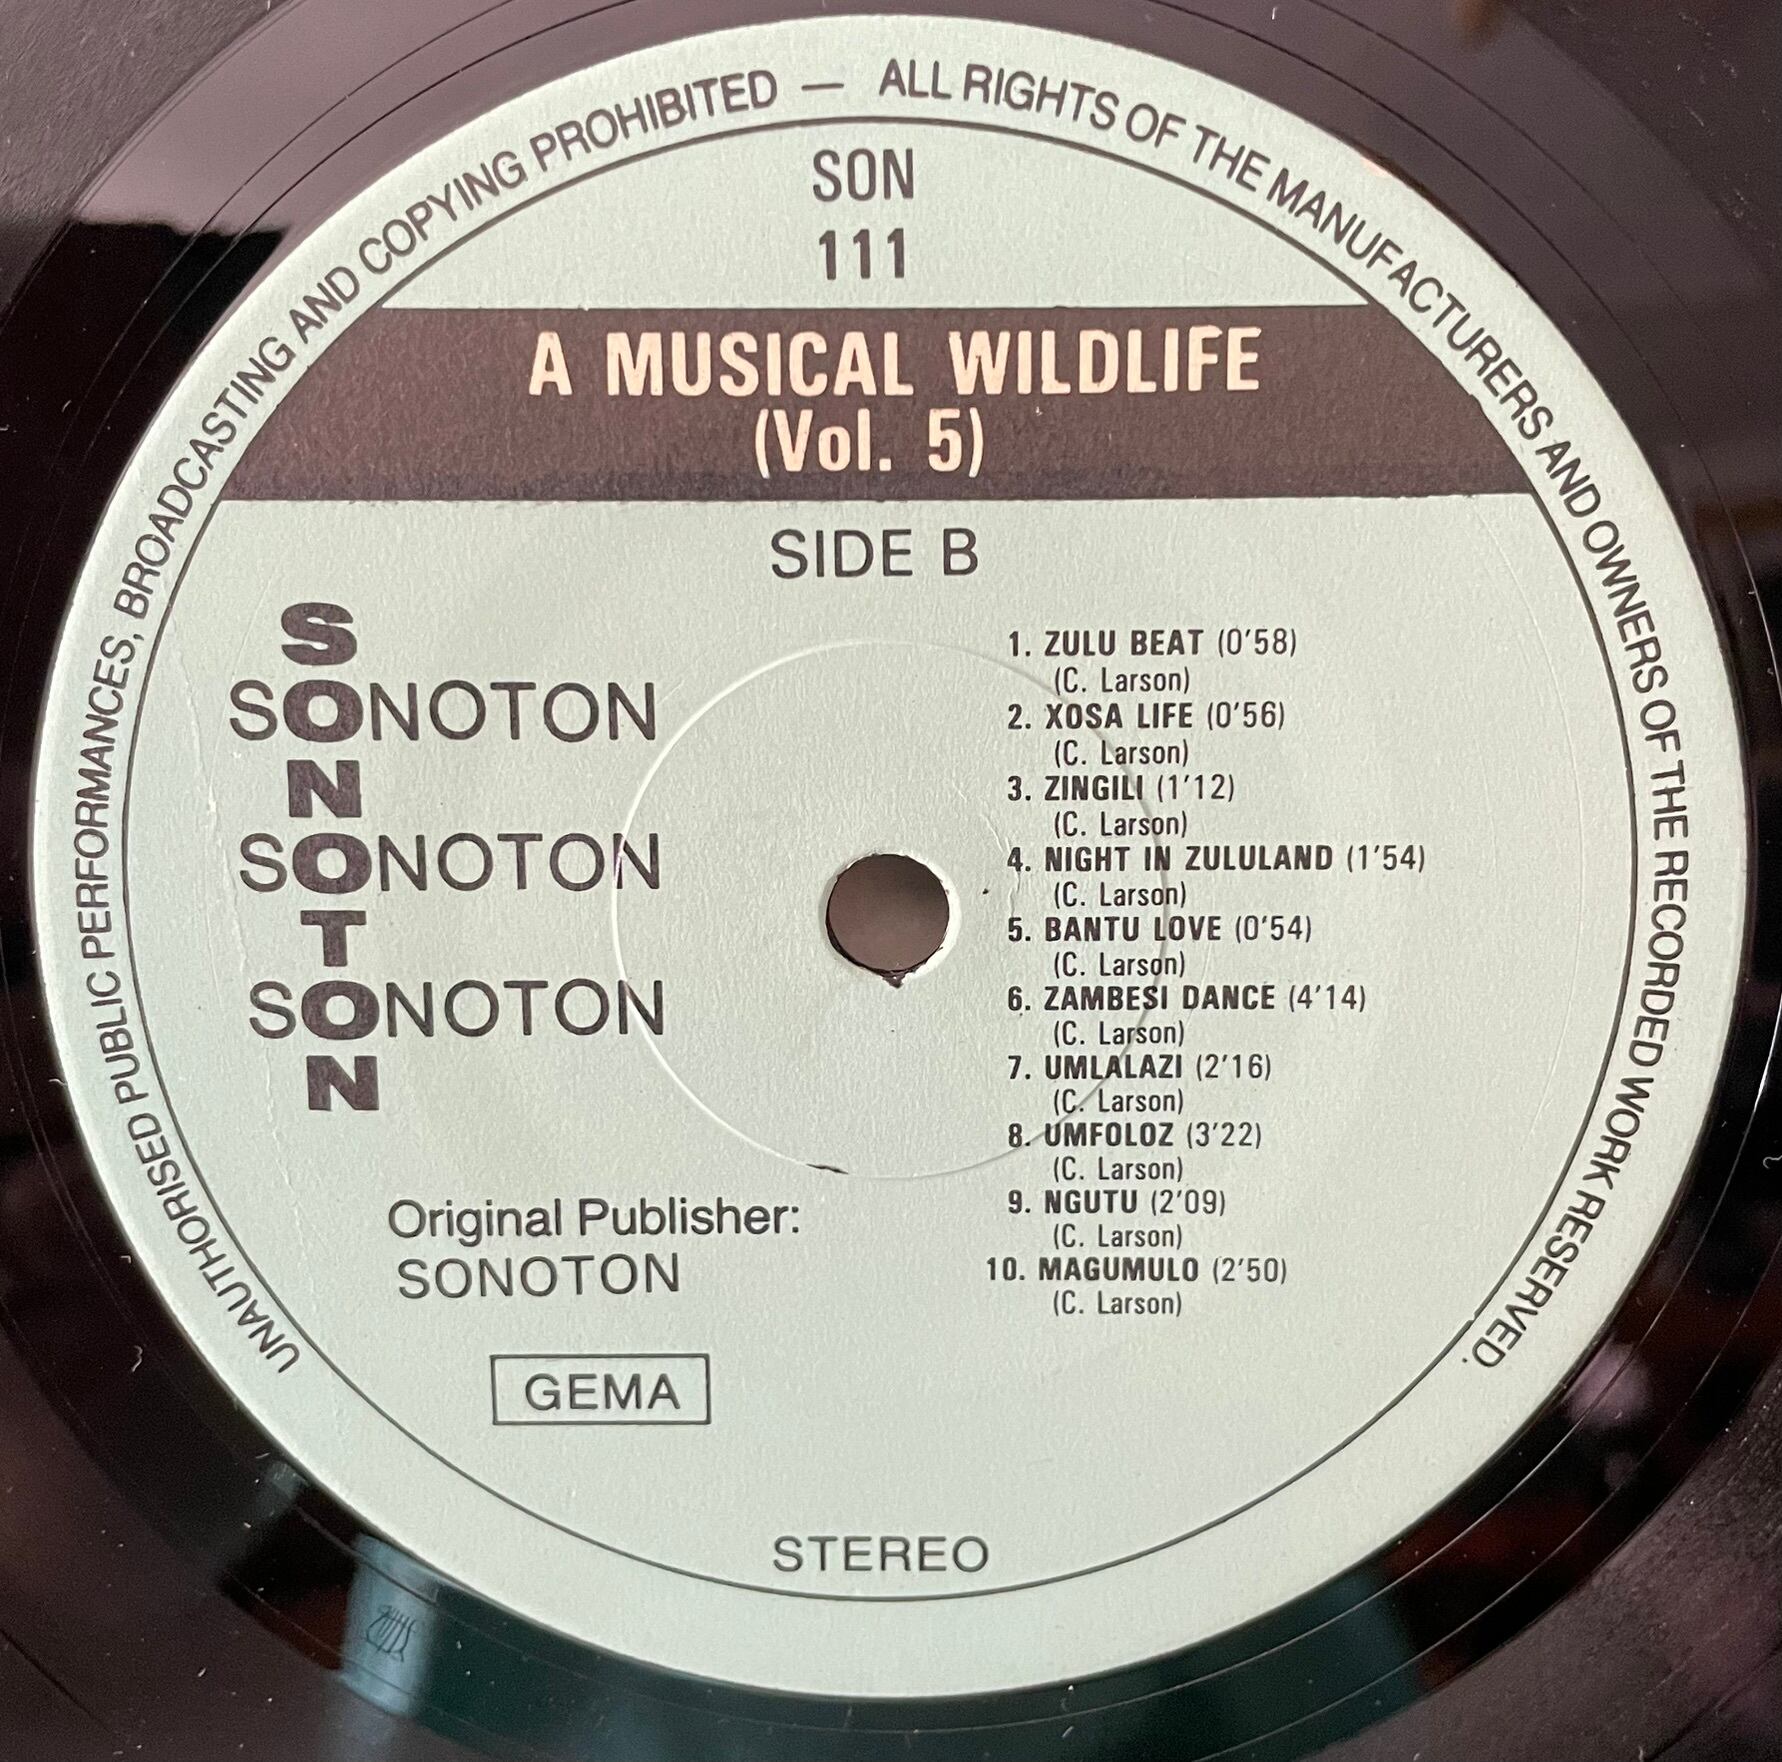 UNAUTHORISED PUBLIC PERFORMANCES, BROADCASTING AND COPYING PROHIBITED — ALL RIGHTS OF THE MANUFACTURERS AND OWNERS OF THE RECORDED WORK RESERVED.
SON
111
A MUSICAL WILDLIFE
(Vol. 5)
SIDE B
SONOTON
SONOTON
SONOTON
SONOTON
Original Publisher:
SONOTON
GEMA
1. ZULU BEAT (0'58)
(C. Larson)
2. XOSA LIFE (0'56)
(C. Larson)
3. ZINGILI (1'12)
(C. Larson)
4. NIGHT IN ZULULAND (1'54)
(C. Larson)
5. BANTU LOVE (0'54)
(C. Larson)
6. ZAMBESI DANCE (4'14)
(C. Larson)
7. UMLALAZI (2'16)
(C. Larson)
8. UMFOLOZ (3'22)
(C. Larson)
9. NGUTU (2'09)
(C. Larson)
10. MAGUMULO (2'50)
(C. Larson)
STEREO